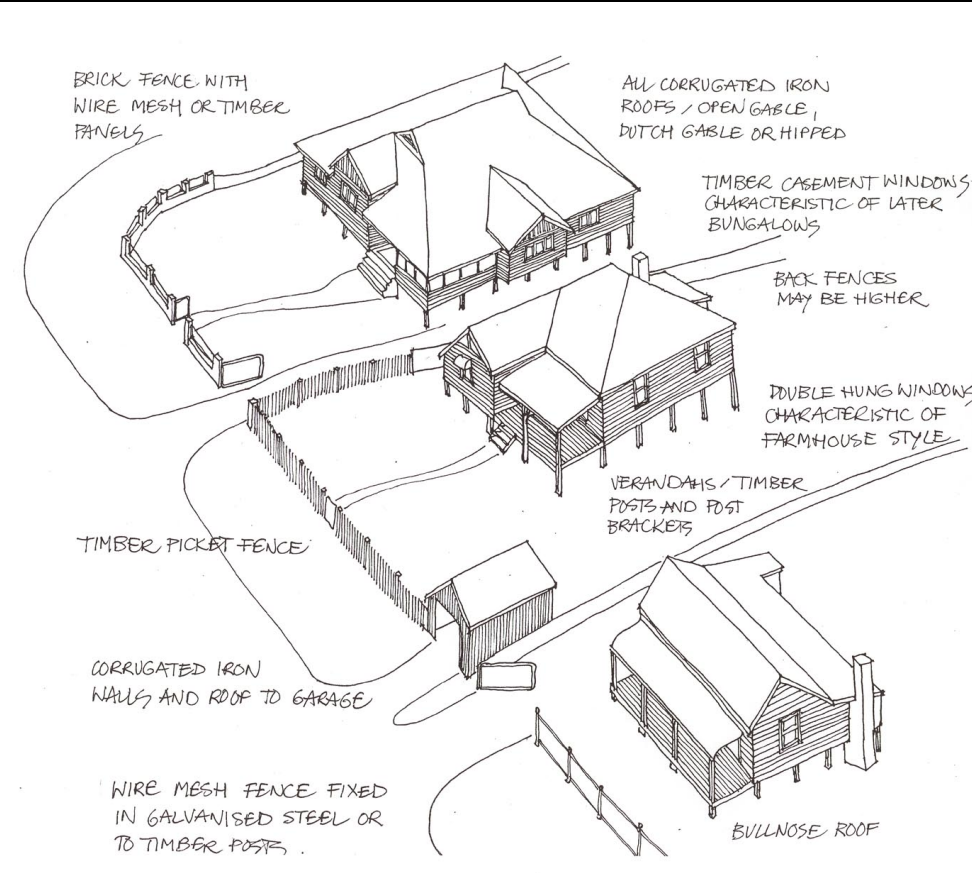 BRICK FENCE WITH
WIRE MESH OR TIMBER
PANELS
ALL CORRUGATED IRON
ROOFS / OPEN GABLE,
DUTCH GABLE OR HIPPED
TIMBER CASEMENT WINDOWS
CHARACTERISTIC OF LATER
BUNGALOWS
BACK FENCES
MAY BE HIGHER
DOUBLE HUNG WINDOWS
CHARACTERISTIC OF
FARMHOUSE STYLE
VERANDAHS / TIMBER
POSTS AND POST
BRACKETS
TIMBER PICKET FENCE
CORRUGATED IRON
WALLS AND ROOF TO GARAGE
WIRE MESH FENCE FIXED
IN GALVANISED STEEL OR
TO TIMBER POSTS.
BULLNOSE ROOF